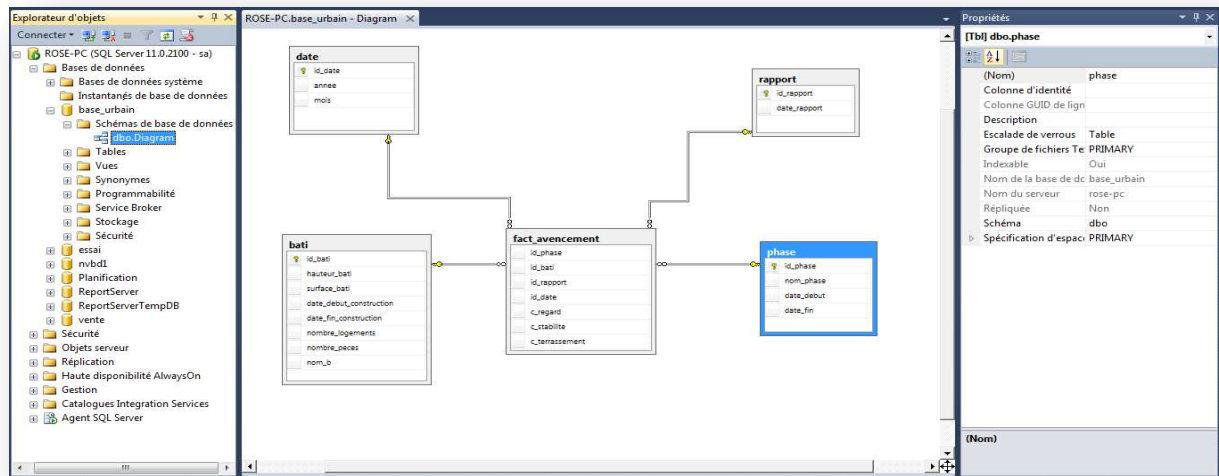 Explorateur d'objets
Connecter
ROSE-PC (SQL Server 11.0.2100 - sa)
Bases de données
Bases de données système
Instantanés de base de données
base_urbain
Schémas de base de données
dbo.Diagram
Tables
Vues
Synonymes
Programmabilité
Service Broker
Stockage
Sécurité
essai
nvbd1
Planification
ReportServer
ReportServerTempDB
vente
Sécurité
Objets serveur
Réplication
Haute disponibilité AlwaysOn
Gestion
Catalogues Integration Services
Agent SQL Server
ROSE-PC.base_urbain - Diagram
date
id_date
annee
mois
rapport
id_rapport
date_rapport
bati
id_bati
hauteur_bati
surface_bati
date_debut_construction
date_fin_construction
nombre_logements
nombre_peces
nom_b
fact_avencement
id_phase
id_bati
id_rapport
id_date
c_regard
c_stabilite
c_terrassement
phase
id_phase
nom_phase
date_debut
date_fin
Propriétés
[Tbl] dbo.phase
(Nom) phase
Colonne d'identité
Colonne GUID de lign
Description
Escalade de verrous Table
Groupe de fichiers Te PRIMARY
Indexable Oui
Nom de la base de dc base_urbain
Nom du serveur rose-pc
Répliquée Non
Schéma dbo
Spécification d'espac PRIMARY
(Nom)